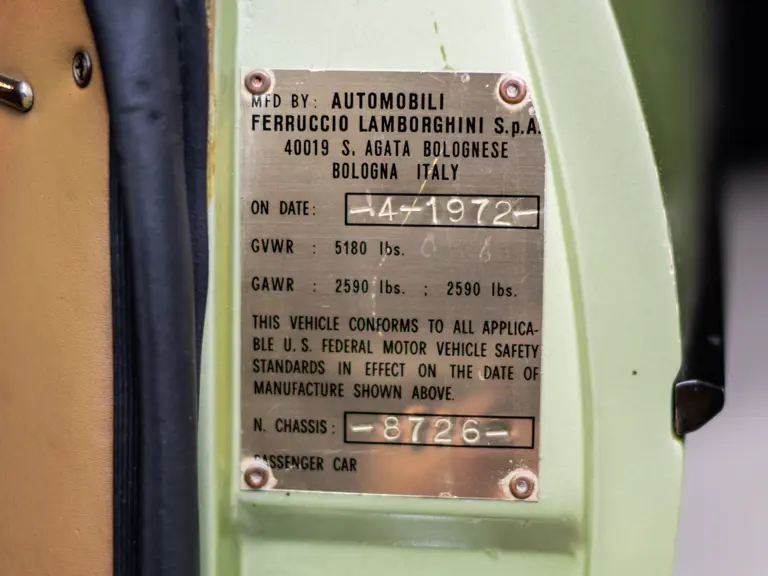 MFD BY: AUTOMOBILI
FERRUCCIO LAMBORGHINI S.p.A.
40019 S. AGATA BOLOGNESE
BOLOGNA ITALY
ON DATE: -4-1972-
GVWR : 5180 lbs.
GAWR : 2590 lbs. ; 2590 lbs.
THIS VEHICLE CONFORMS TO ALL APPLICA-
BLE U.S. FEDERAL MOTOR VEHICLE SAFETY
STANDARDS IN EFFECT ON THE DATE OF
MANUFACTURE SHOWN ABOVE.
N. CHASSIS: -8726-
PASSENGER CAR